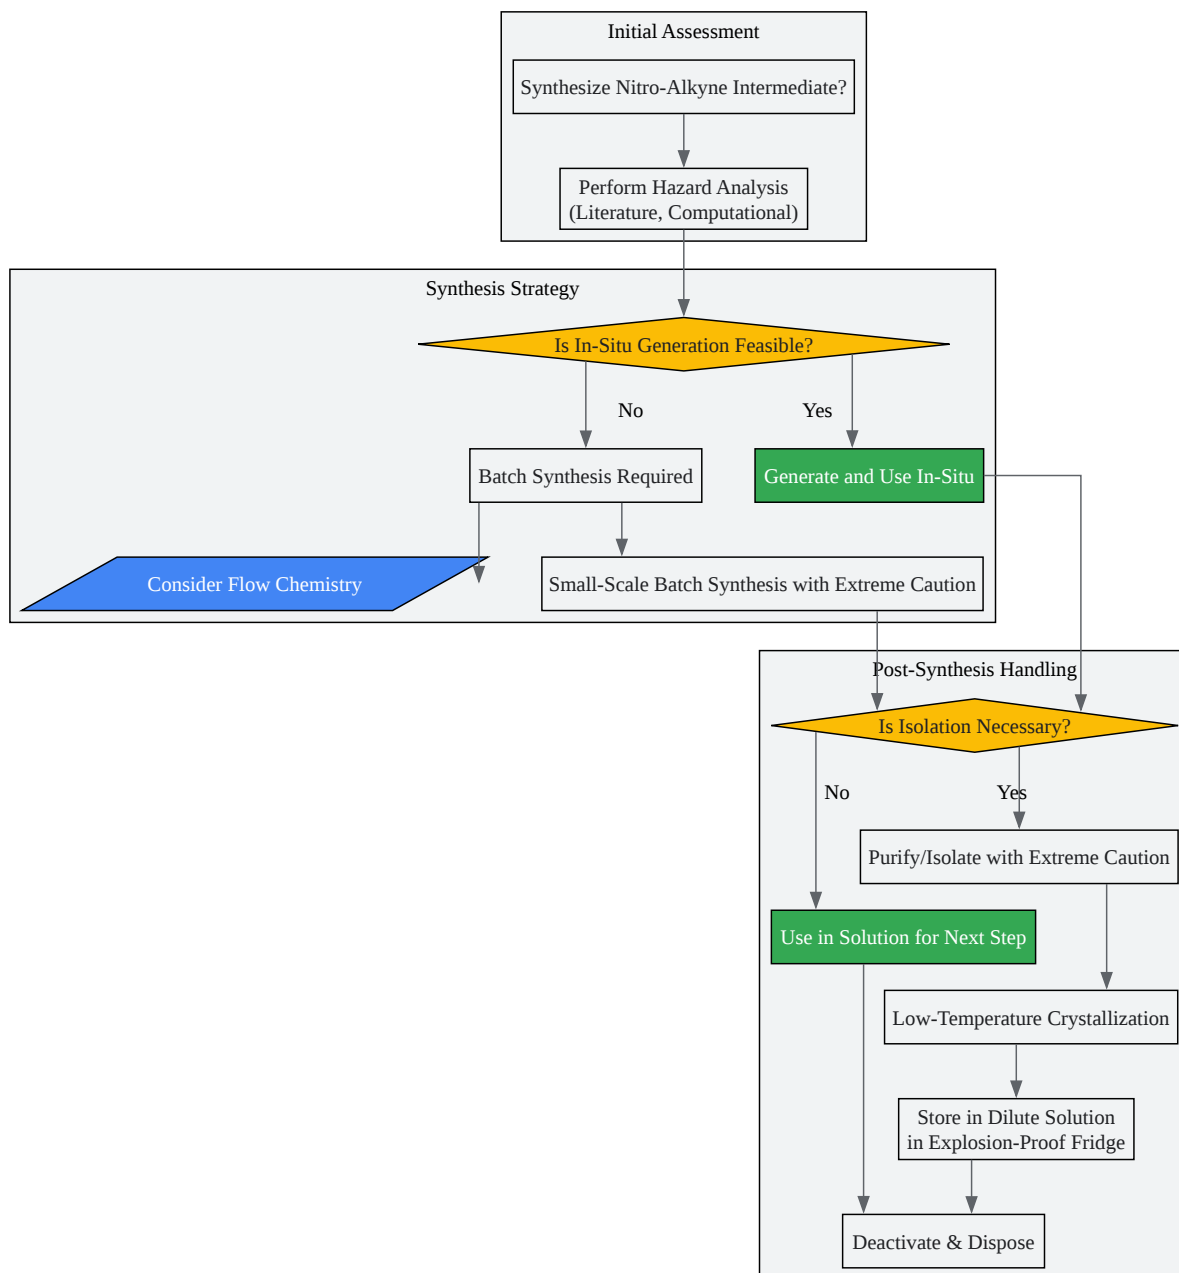 Initial Assessment
Synthesize Nitro-Alkyne Intermediate?
Perform Hazard Analysis
(Literature, Computational)
Synthesis Strategy
Is In-Situ Generation Feasible?
No
Yes
Batch Synthesis Required
Generate and Use In-Situ
Consider Flow Chemistry
Small-Scale Batch Synthesis with Extreme Caution
Post-Synthesis Handling
Is Isolation Necessary?
No
Yes
Purify/Isolate with Extreme Caution
Use in Solution for Next Step
Low-Temperature Crystallization
Store in Dilute Solution
in Explosion-Proof Fridge
Deactivate & Dispose